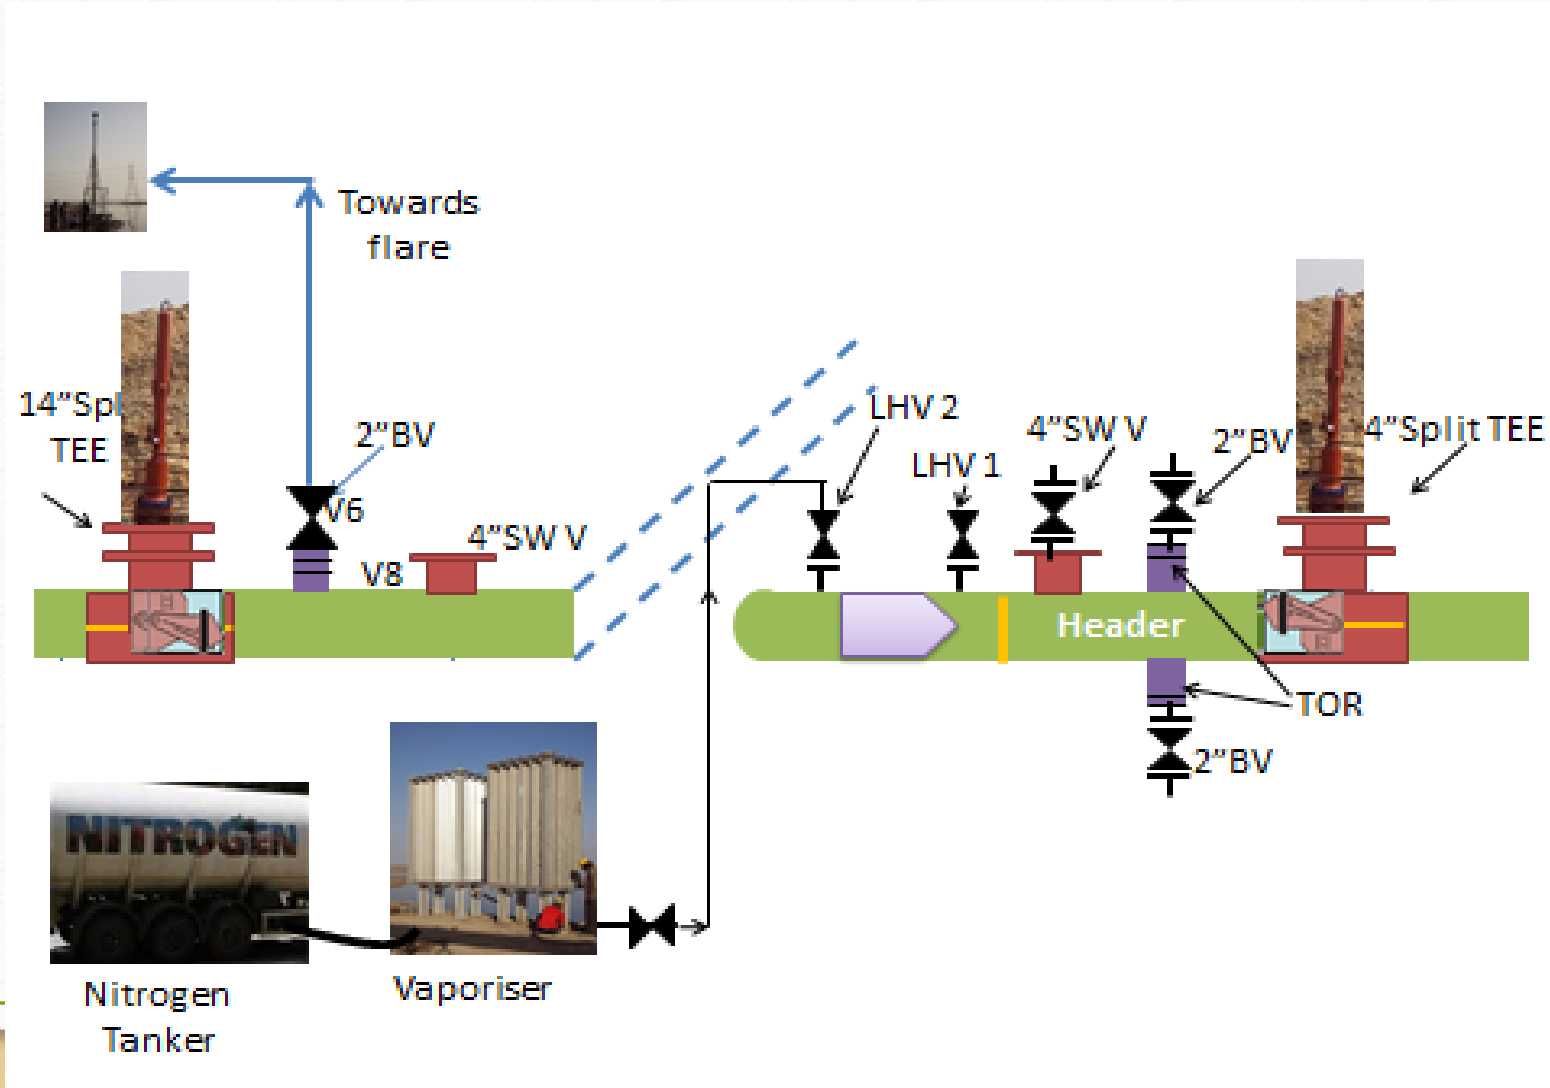 Towards
flare
14"Spl
TEE
2"BV
V6
V8
4"SW V
LHV 2
LHV 1
4"SW V
2"BV
4"Split TEE
Header
TOR
2"BV
NITROGEN
Nitrogen
Tanker
Vaporiser